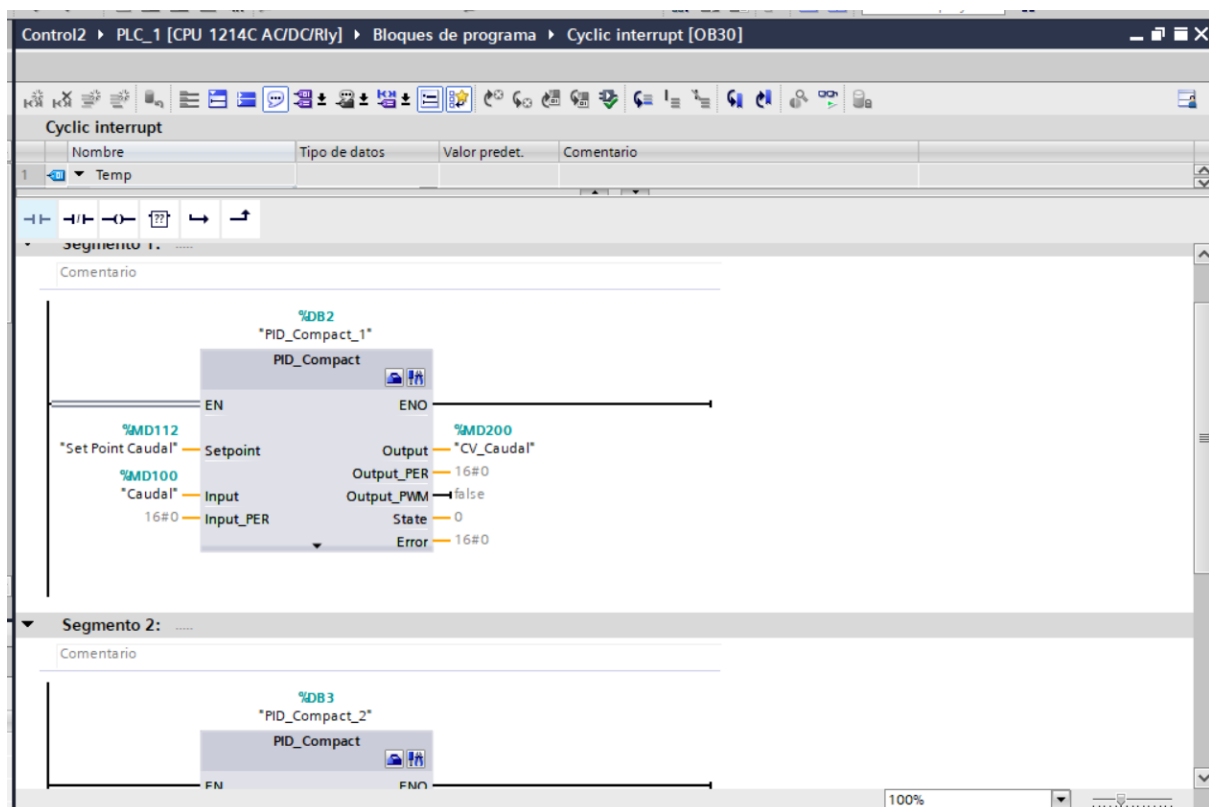 Control2 ▸ PLC_1 [CPU 1214C AC/DC/Rly] ▸ Bloques de programa ▸ Cyclic interrupt [OB30]
Cyclic interrupt
Nombre Tipo de datos Valor predet. Comentario
1 Temp
??
Segmento 1: .....
Comentario
%DB2
"PID_Compact_1"
PID_Compact
EN ENO
%MD112 %MD200
"Set Point Caudal" Setpoint Output "CV_Caudal"
%MD100 Output_PER 16#0
"Caudal" Input Output_PWM false
16#0 Input_PER State 0
Error 16#0
Segmento 2: .....
Comentario
%DB3
"PID_Compact_2"
PID_Compact
EN ENO
100%